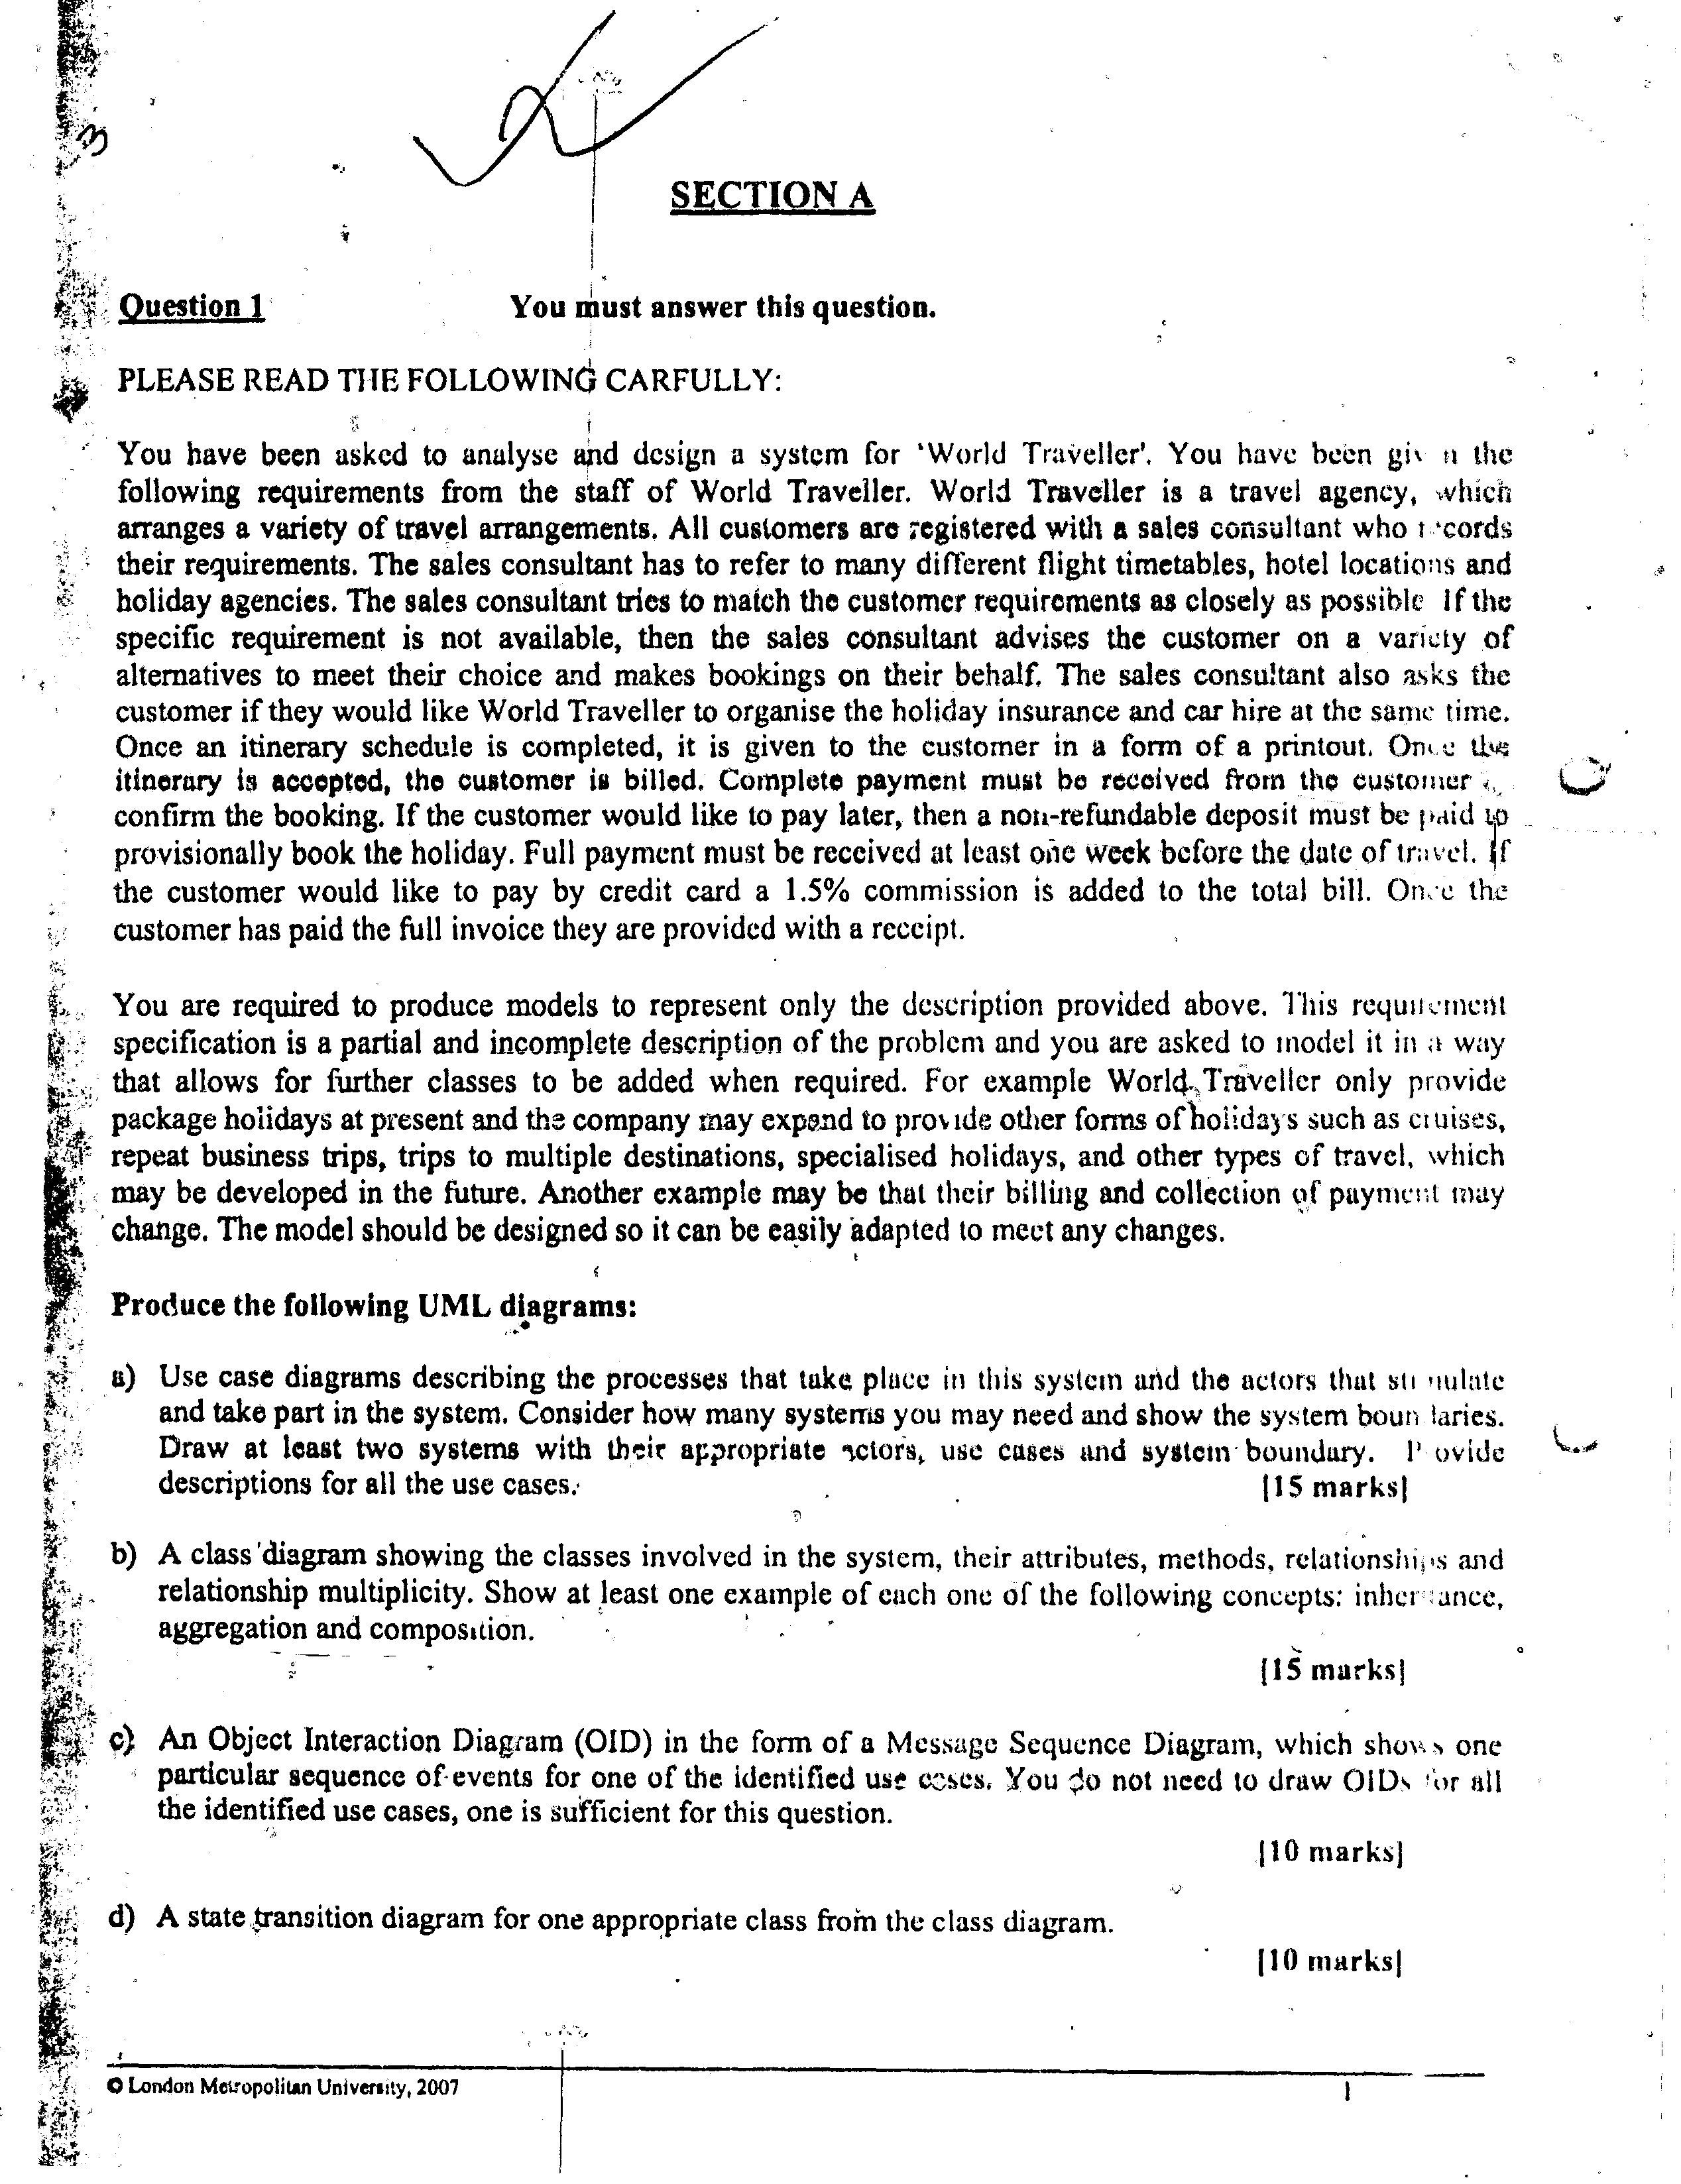 3
SECTION A
Question 1 You must answer this question.
PLEASE READ THE FOLLOWING CARFULLY:
You have been asked to analyse and design a system for 'World Traveller'. You have been giv n the
following requirements from the staff of World Traveller. World Traveller is a travel agency, which
arranges a variety of travel arrangements. All customers are registered with a sales consultant who r cords
their requirements. The sales consultant has to refer to many different flight timetables, hotel locations and
holiday agencies. The sales consultant tries to match the customer requirements as closely as possible If the
specific requirement is not available, then the sales consultant advises the customer on a variety of
alternatives to meet their choice and makes bookings on their behalf. The sales consultant also asks the
customer if they would like World Traveller to organise the holiday insurance and car hire at the same time.
Once an itinerary schedule is completed, it is given to the customer in a form of a printout. Once the
itinerary is accepted, the customer is billed. Complete payment must be received from the customer
confirm the booking. If the customer would like to pay later, then a non-refundable deposit must be paid to
provisionally book the holiday. Full payment must be received at least one week before the date of travel. If
the customer would like to pay by credit card a 1.5% commission is added to the total bill. Once the
customer has paid the full invoice they are provided with a receipt.
You are required to produce models to represent only the description provided above. This requirement
specification is a partial and incomplete description of the problem and you are asked to model it in a way
that allows for further classes to be added when required. For example World Traveller only provide
package holidays at present and the company may expand to provide other forms of holidays such as cruises,
repeat business trips, trips to multiple destinations, specialised holidays, and other types of travel, which
may be developed in the future. Another example may be that their billing and collection of payment may
change. The model should be designed so it can be easily adapted to meet any changes.
Produce the following UML diagrams:
a) Use case diagrams describing the processes that take place in this system and the actors that stimulate
and take part in the system. Consider how many systems you may need and show the system boundaries.
Draw at least two systems with their appropriate actors, use cases and system boundary. Provide
descriptions for all the use cases. [15 marks]
b) A class diagram showing the classes involved in the system, their attributes, methods, relationships and
relationship multiplicity. Show at least one example of each one of the following concepts: inheritance,
aggregation and composition.
[15 marks]
c) An Object Interaction Diagram (OID) in the form of a Message Sequence Diagram, which shows one
particular sequence of events for one of the identified use cases. You do not need to draw OIDs for all
the identified use cases, one is sufficient for this question.
[10 marks]
d) A state transition diagram for one appropriate class from the class diagram.
[10 marks]
© London Metropolitan University, 2007 1